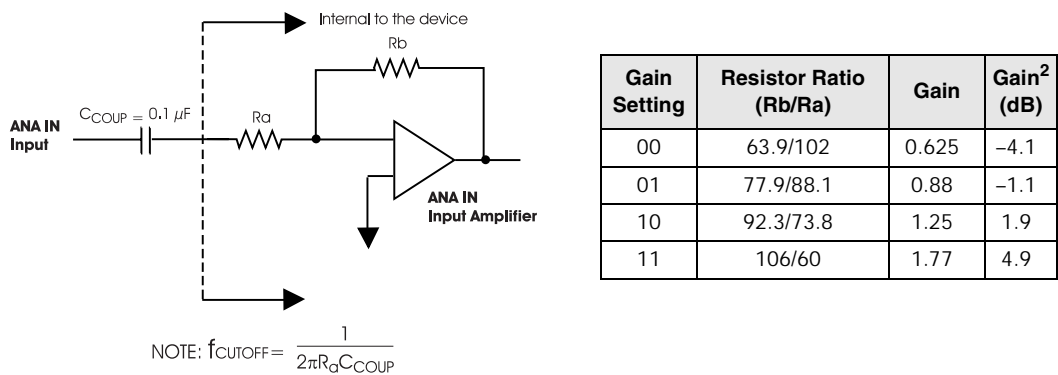 Internal to the device
Rb
CCOUP = 0.1 µF
Ra
ANA IN
Input
ANA IN
Input Amplifier
NOTE: fCUTOFF = 1 / 2πRaCCOUP
Gain Setting | Resistor Ratio (Rb/Ra) | Gain | Gain2 (dB)
00 | 63.9/102 | 0.625 | –4.1
01 | 77.9/88.1 | 0.88 | –1.1
10 | 92.3/73.8 | 1.25 | 1.9
11 | 106/60 | 1.77 | 4.9